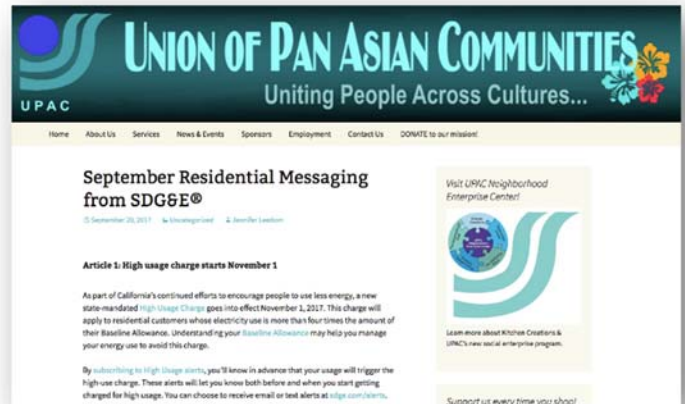 UNION OF PAN ASIAN COMMUNITIES
Uniting People Across Cultures...
UPAC
Home About Us Services News & Events Sponsors Employment Contact Us DONATE to our mission!
September Residential Messaging
from SDG&E®
September 20, 2017 Uncategorized
Article 1: High usage charge starts November 1
As part of California's continued efforts to encourage people to use less energy, a new
state-mandated High Usage Charge goes into effect November 1, 2017. This charge will
apply to residential customers whose electricity use is more than four times the amount of
their Baseline Allowance. Understanding your Baseline Allowance may help you manage
your energy use to avoid this charge.
By subscribing to High Usage alerts, you'll know in advance that your usage will trigger the
high-use charge. These alerts will let you know both before and when you start getting
charged for high usage. You can choose to receive email or text alerts at sdge.com/alerts.
Visit UPAC Neighborhood
Enterprise Center!
Learn more about Kitchen Creations &
UPAC's new social enterprise program.
Support us every time you shop!